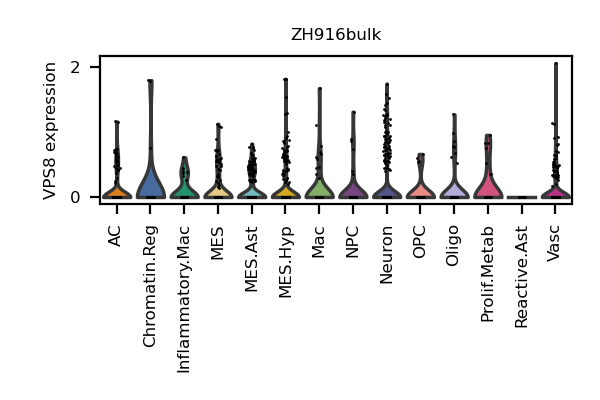 ZH916bulk
VPS8 expression
2
0
AC
Chromatin.Reg
Inflammatory.Mac
MES
MES.Ast
MES.Hyp
Mac
NPC
Neuron
OPC
Oligo
Prolif.Metab
Reactive.Ast
Vasc